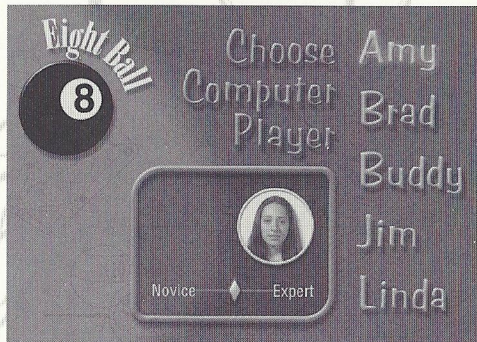 Eight Ball
8
Choose
Computer
Player
Amy
Brad
Buddy
Jim
Linda
Novice
Expert